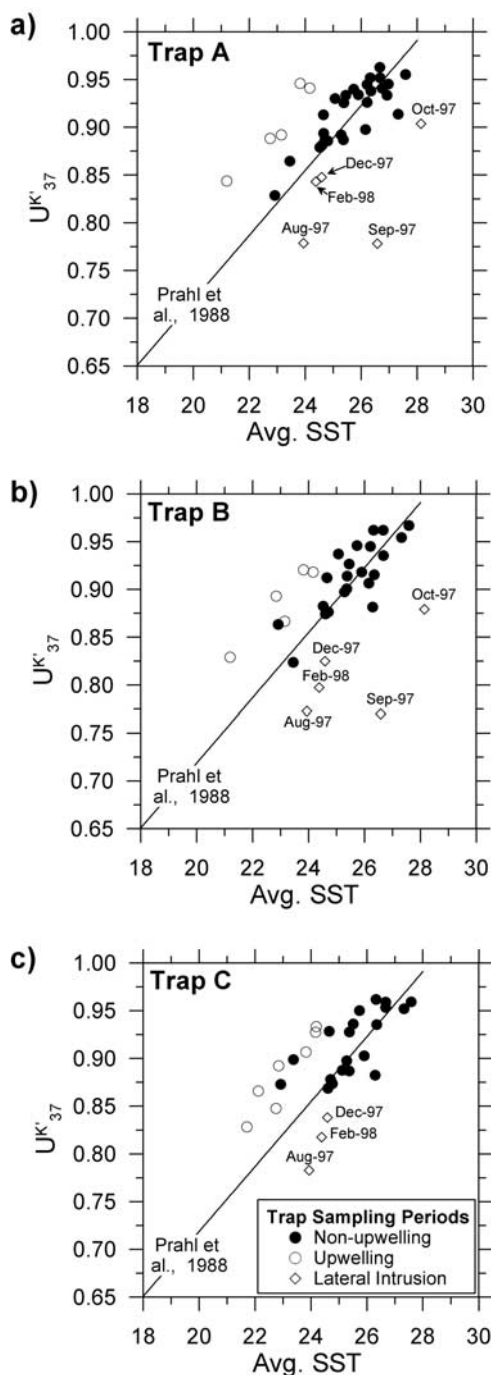 a)
Trap A
1.00
0.95
0.90
0.85
0.80
0.75
0.70
0.65
U^K'_37
Oct-97
Dec-97
Feb-98
Aug-97
Sep-97
Prahl et
al., 1988
18 20 22 24 26 28 30
Avg. SST
b)
Trap B
1.00
0.95
0.90
0.85
0.80
0.75
0.70
0.65
U^K'_37
Oct-97
Dec-97
Feb-98
Aug-97
Sep-97
Prahl et
al., 1988
18 20 22 24 26 28 30
Avg. SST
c)
Trap C
1.00
0.95
0.90
0.85
0.80
0.75
0.70
0.65
U^K'_37
Dec-97
Feb-98
Aug-97
Prahl et
al., 1988
Trap Sampling Periods
Non-upwelling
Upwelling
Lateral Intrusion
18 20 22 24 26 28 30
Avg. SST